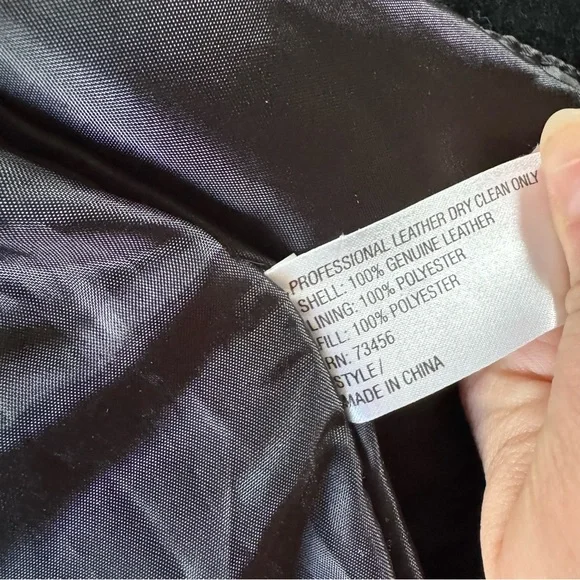 PROFESSIONAL LEATHER DRY CLEAN ONLY
SHELL: 100% GENUINE LEATHER
LINING: 100% POLYESTER
FILL: 100% POLYESTER
RN: 73456
STYLE/
MADE IN CHINA